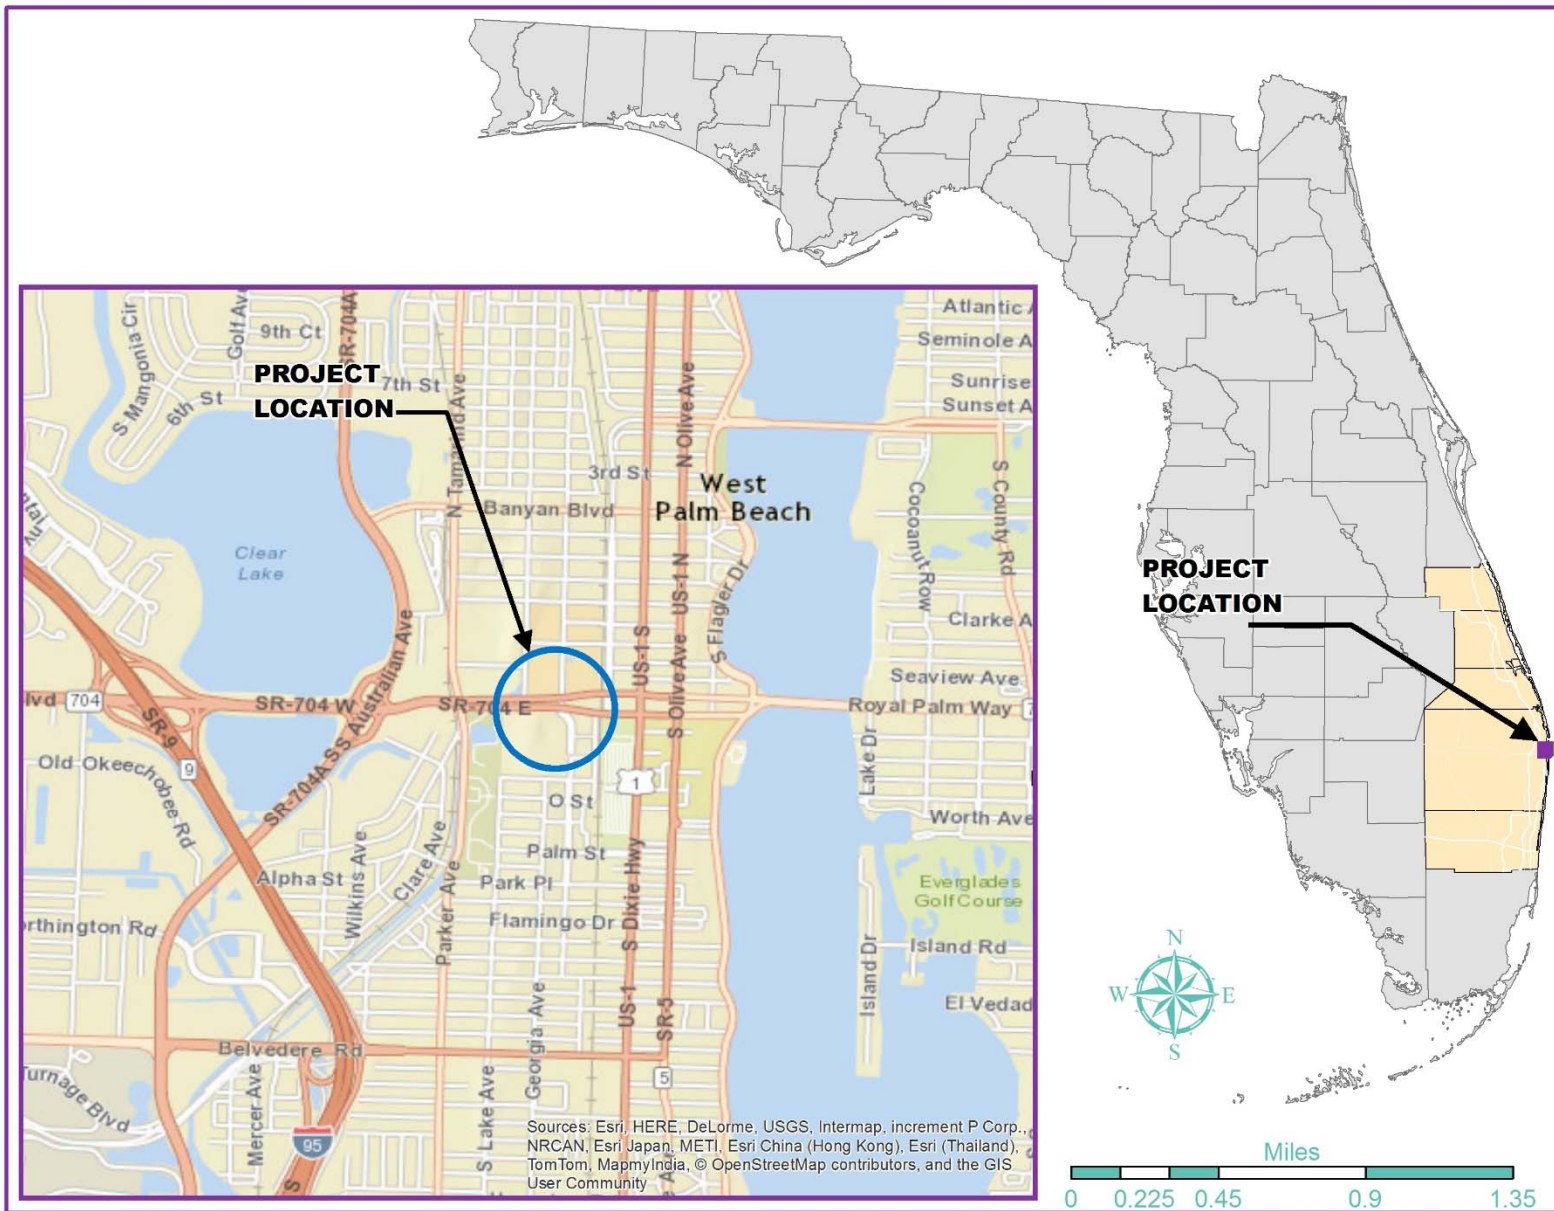 Atlantic A
Seminole A
Sunrise
Sunset A
S Mangonia Cir
Golf Av
9th Ct
SR-704A
6th St
7th St
PROJECT
LOCATION
N Tamarind Ave
N Olive Ave
3rd St
Banyan Blvd
West
Palm Beach
Cocoanut Row
S County Rd
Clear
Lake
US-1 N
S Flagler Dr
Clarke A
SR-704A S S Australian Ave
US-1 S
S Olive Ave
Seaview Ave
lvd
704
SR-704 W
SR-704 E
Royal Palm Way
7
SR-9
9
Old Okeechobee Rd
1
Lake Dr
O St
Worth Ave
Palm St
Alpha St
Wilkins Ave
Clare Ave
Parker Ave
Park Pl
Everglades
Golf Course
Flamingo Dr
S Dixie Hwy
rthington Rd
Island Dr
Island Rd
El Vedad
US-1
SR-5
Georgia Ave
Belvedere Rd
Turnage Blvd
Mercer Ave
S Lake Ave
5
95
S
Sources: Esri, HERE, DeLorme, USGS, Intermap, increment P Corp.,
NRCAN, Esri Japan, METI, Esri China (Hong Kong), Esri (Thailand),
TomTom, MapmyIndia, © OpenStreetMap contributors, and the GIS
User Community
PROJECT
LOCATION
N
W E
S
Miles
0 0.225 0.45 0.9 1.35